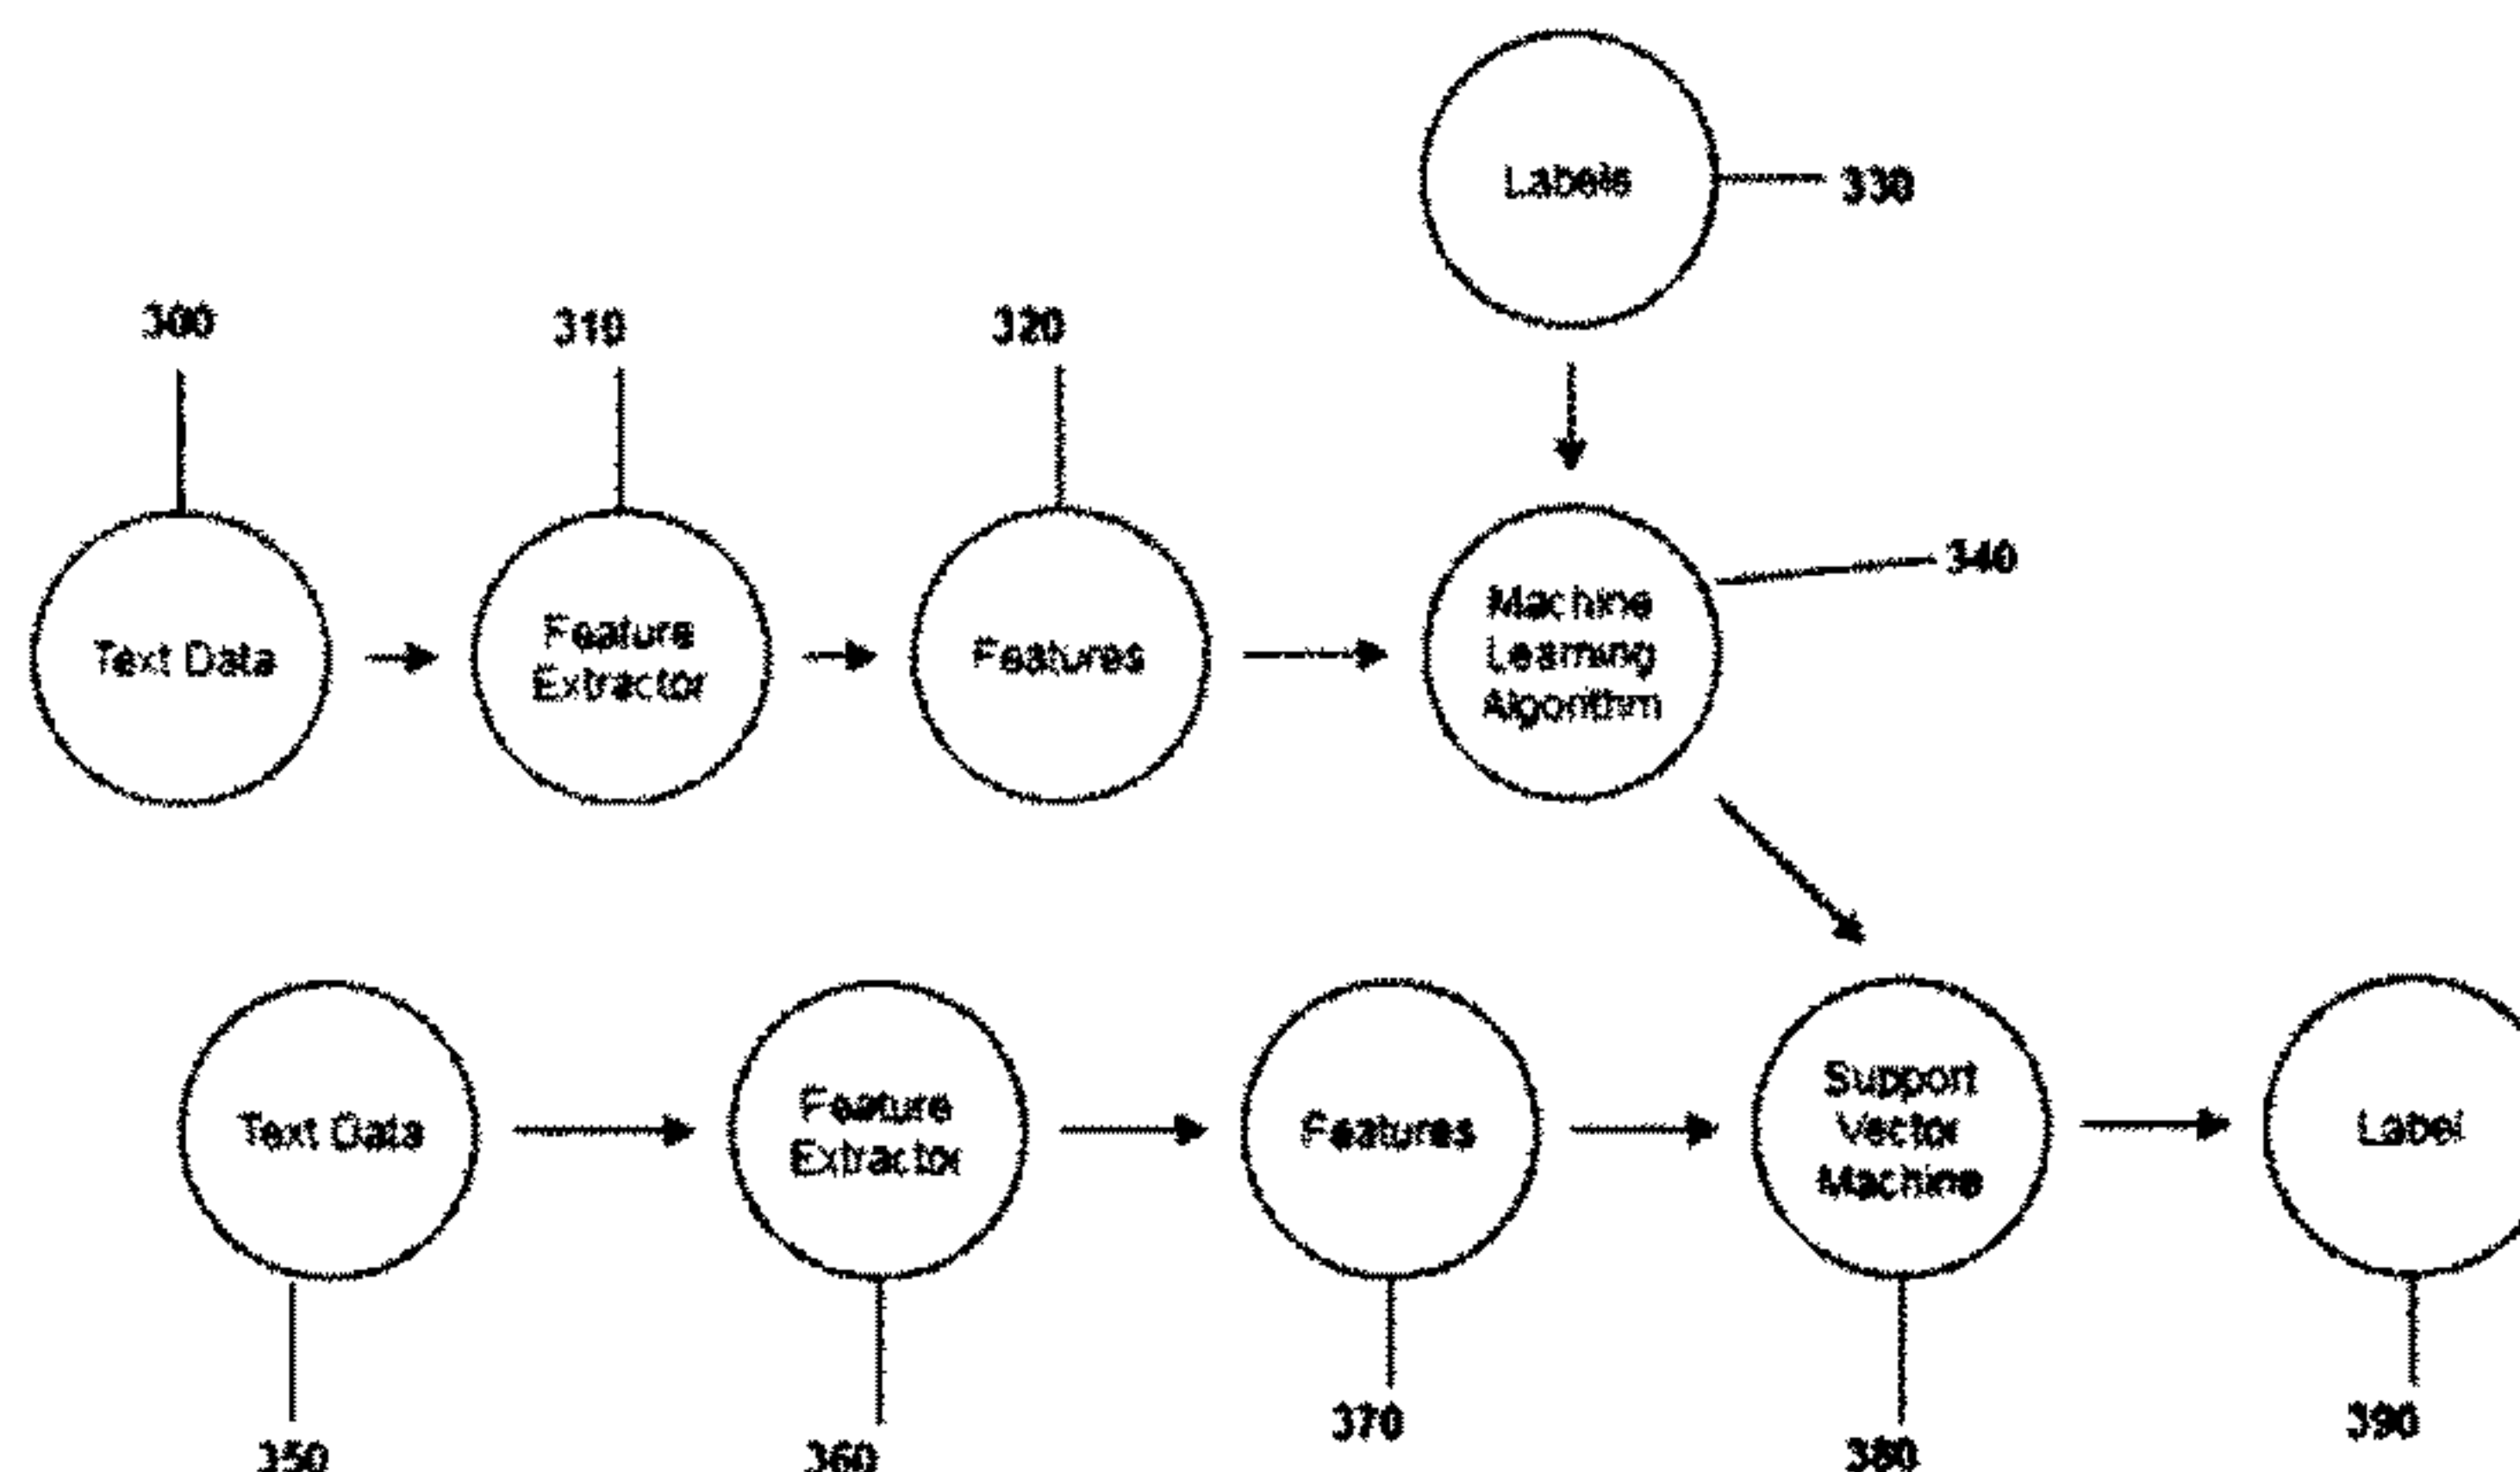 Labels
330
300
310
320
340
Text Data
Feature
Extractor
Features
Machine
Learning
Algorithm
Text Data
Feature
Extractor
Features
Support
Vector
Machine
Label
350
360
370
380
390